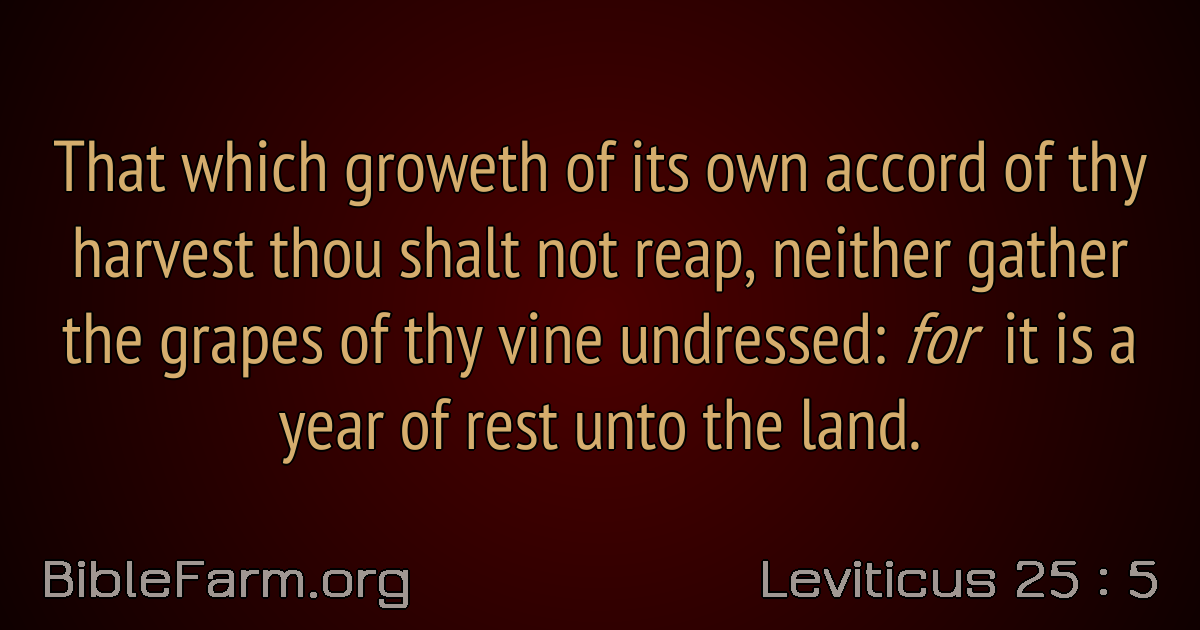 That which groweth of its own accord of thy
harvest thou shalt not reap, neither gather
the grapes of thy vine undressed: for it is a
year of rest unto the land.
BibleFarm.org
Leviticus 25 : 5